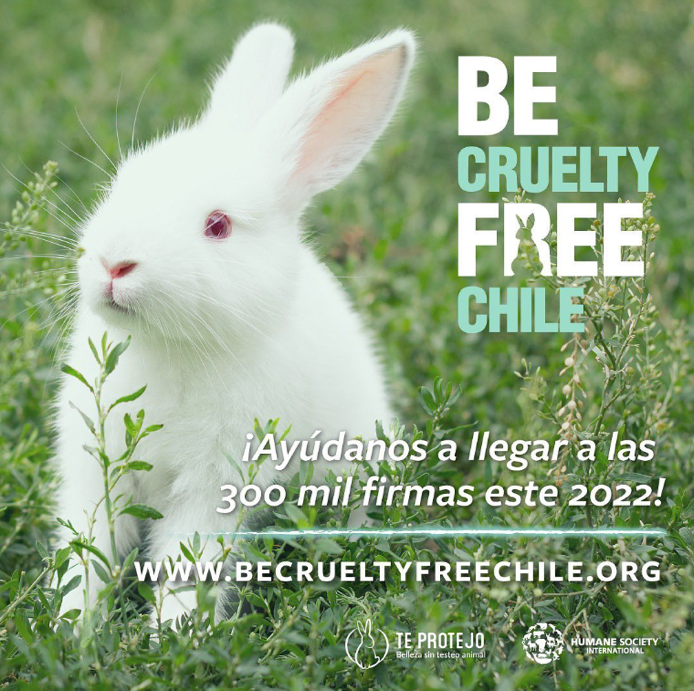 BE
CRUELTY
FREE
CHILE
¡Ayúdanos a llegar a las
300 mil firmas este 2022!
WWW.BECRUELTYFREECHILE.ORG
TE PROTEJO
Belleza sin testeo animal
HUMANE SOCIETY
INTERNATIONAL